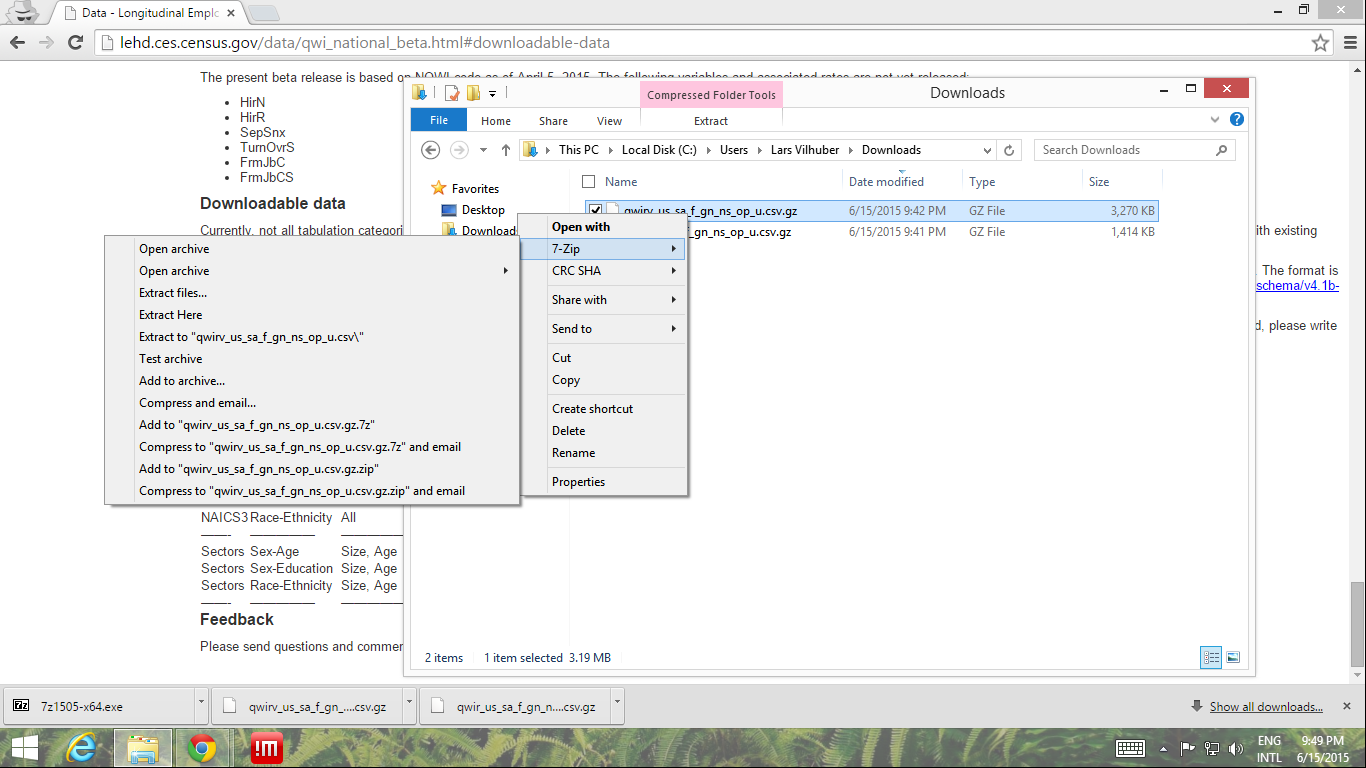 Data - Longitudinal Emplo
lehd.ces.census.gov/data/qwi_national_beta.html#downloadable-data
The present beta release is based on NQWI code as of April 5, 2015. The following variables and associated rates are not yet released:
HirN
HirR
SepSnx
TurnOvrS
FrmJbC
FrmJbCS
Downloadable data
Currently, not all tabulation categori
ith existing
. The format is
schema/v4.1b-
d, please write
Compressed Folder Tools
Downloads
File Home Share View Extract
This PC Local Disk (C:) Users Lars Vilhuber Downloads
Search Downloads
Favorites
Desktop
Download
Name Date modified Type Size
qwirv_us_sa_f_gn_ns_op_u.csv.gz 6/15/2015 9:42 PM GZ File 3,270 KB
f_gn_ns_op_u.csv.gz 6/15/2015 9:41 PM GZ File 1,414 KB
Open with
7-Zip
CRC SHA
Share with
Send to
Cut
Copy
Create shortcut
Delete
Rename
Properties
Open archive
Open archive
Extract files...
Extract Here
Extract to "qwirv_us_sa_f_gn_ns_op_u.csv\"
Test archive
Add to archive...
Compress and email...
Add to "qwirv_us_sa_f_gn_ns_op_u.csv.gz.7z"
Compress to "qwirv_us_sa_f_gn_ns_op_u.csv.gz.7z" and email
Add to "qwirv_us_sa_f_gn_ns_op_u.csv.gz.zip"
Compress to "qwirv_us_sa_f_gn_ns_op_u.csv.gz.zip" and email
NAICS3 Race-Ethnicity All
Sectors Sex-Age Size, Age
Sectors Sex-Education Size, Age
Sectors Race-Ethnicity Size, Age
Feedback
Please send questions and commer
2 items 1 item selected 3.19 MB
7z
7z1505-x64.exe
qwirv_us_sa_f_gn_....csv.gz
qwir_us_sa_f_gn_n....csv.gz
Show all downloads...
!M
ENG
INTL
9:49 PM
6/15/2015